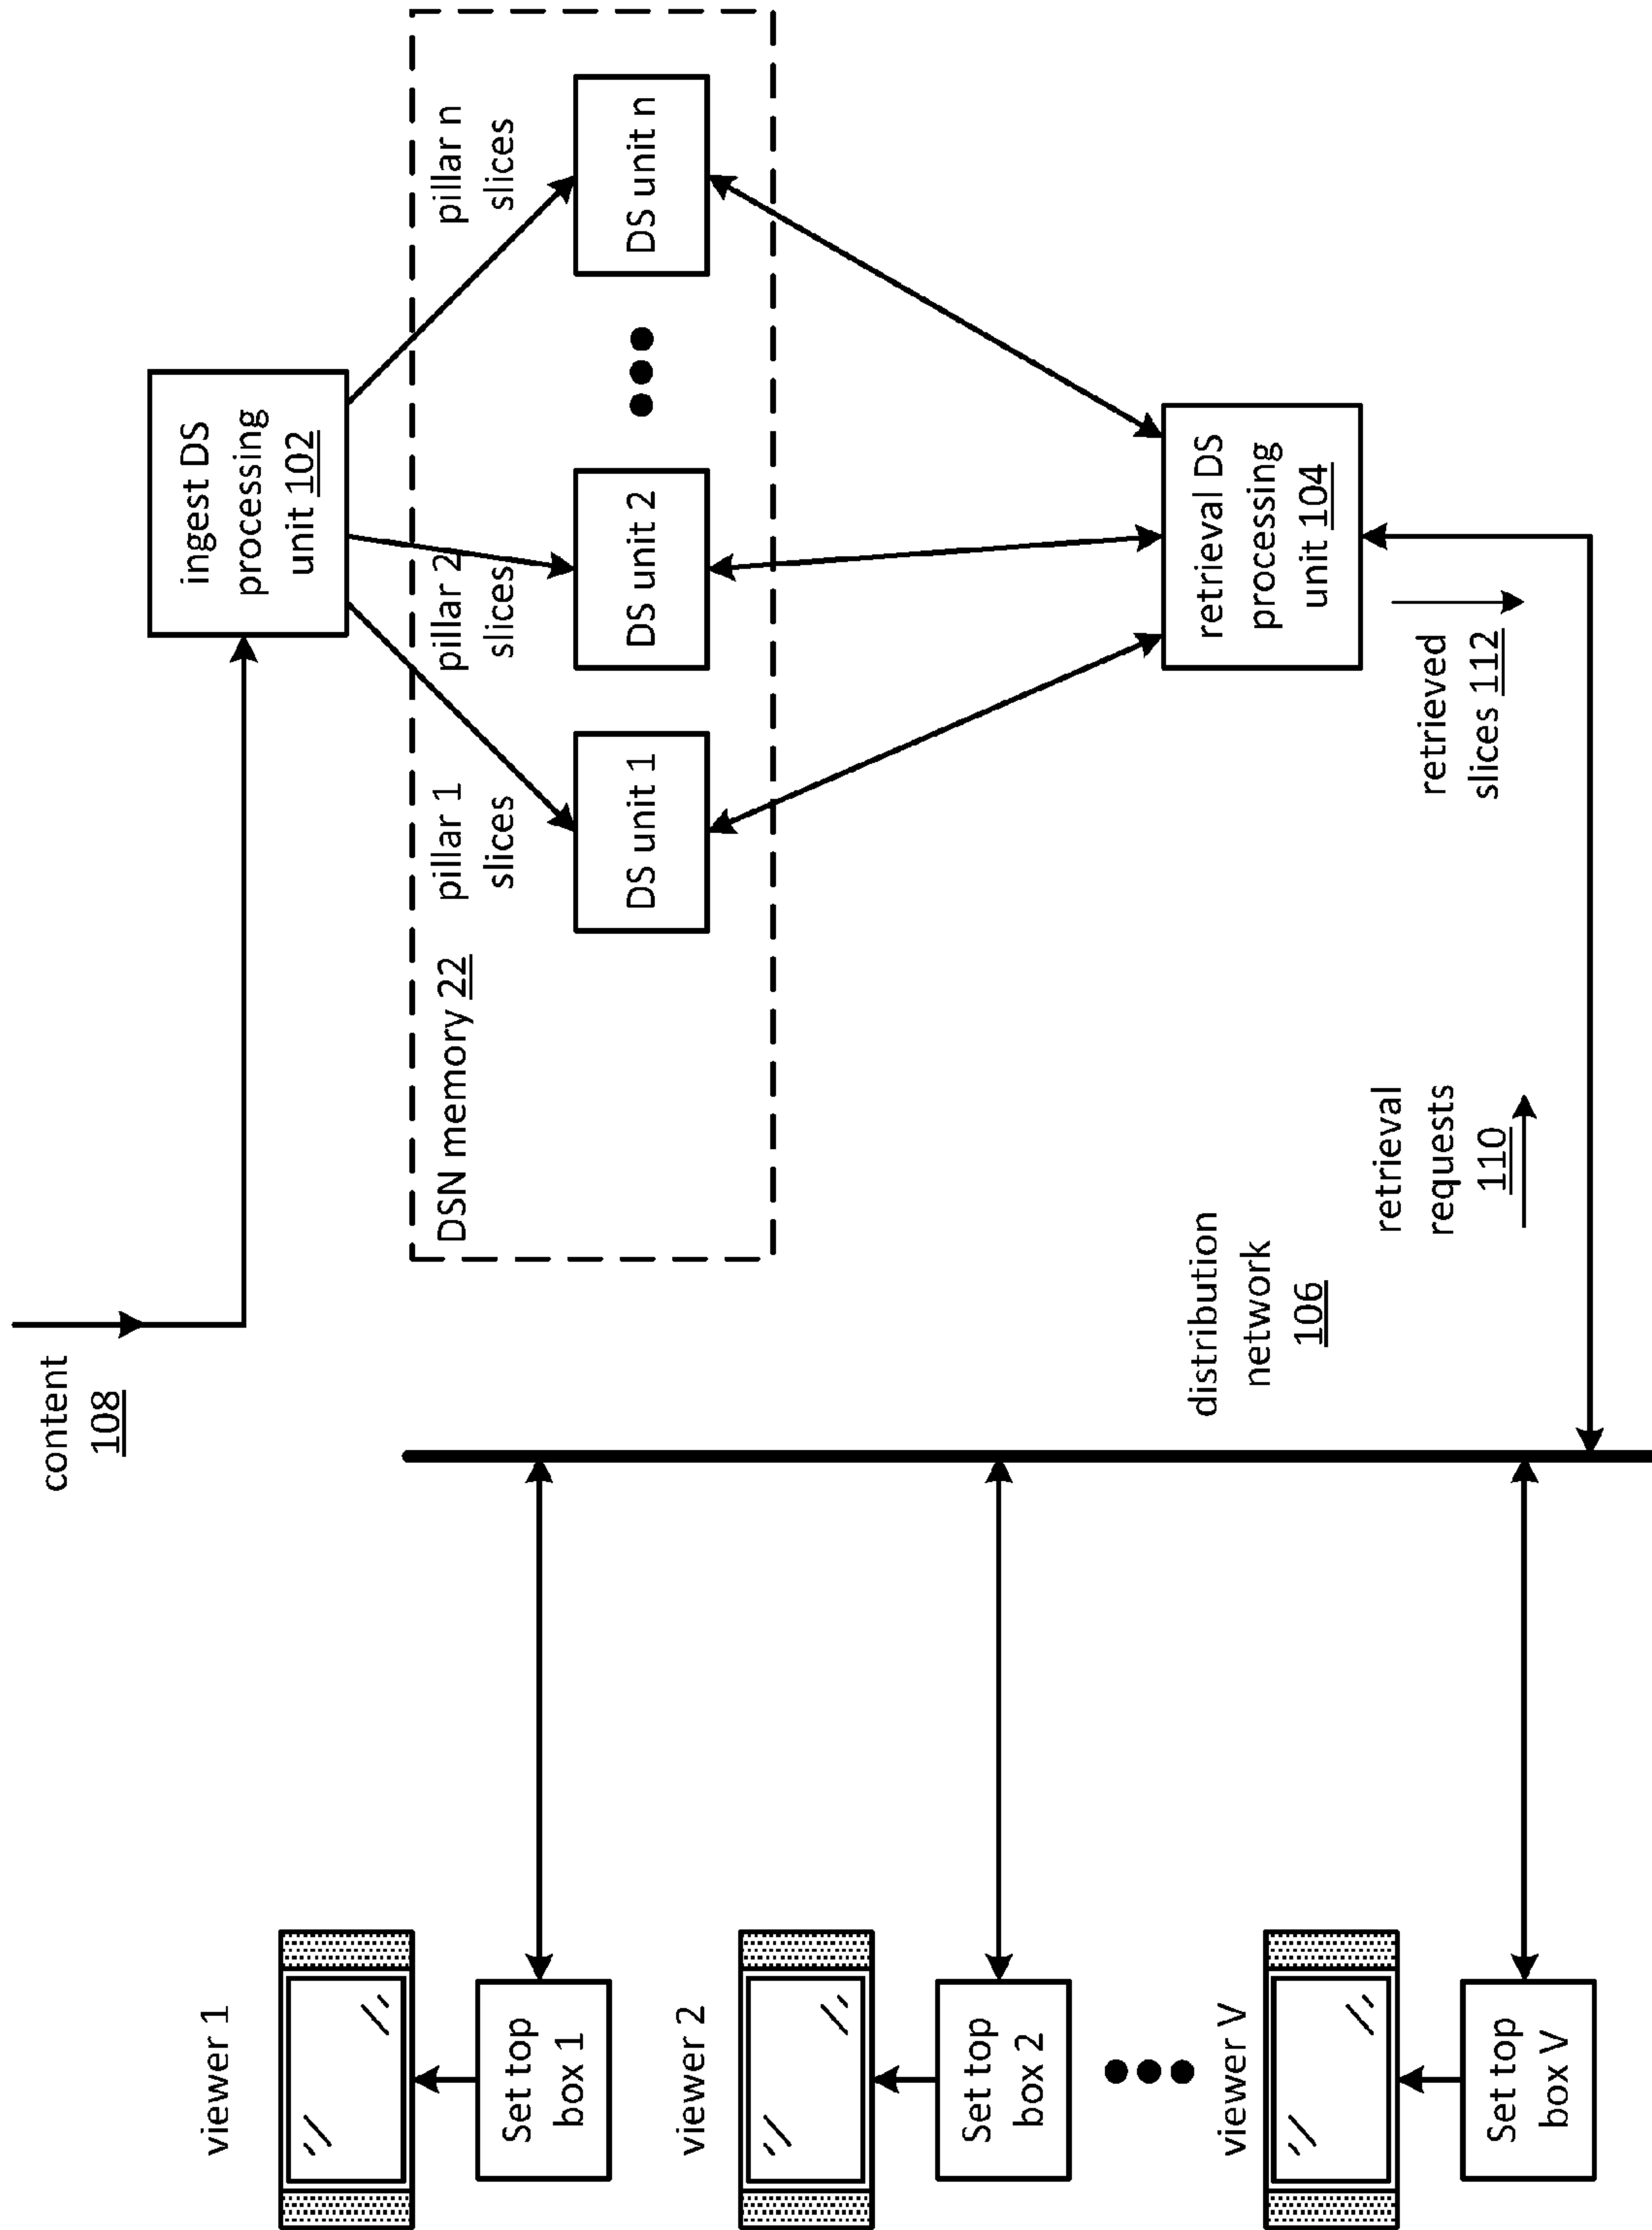 content
108
ingest DS
processing
unit 102
DSN memory 22
pillar 1
slices
pillar 2
slices
pillar n
slices
DS unit 1
DS unit 2
DS unit n
viewer 1
Set top
box 1
viewer 2
Set top
box 2
viewer V
Set top
box V
distribution
network
106
retrieval DS
processing
unit 104
retrieval
requests
110
retrieved
slices 112